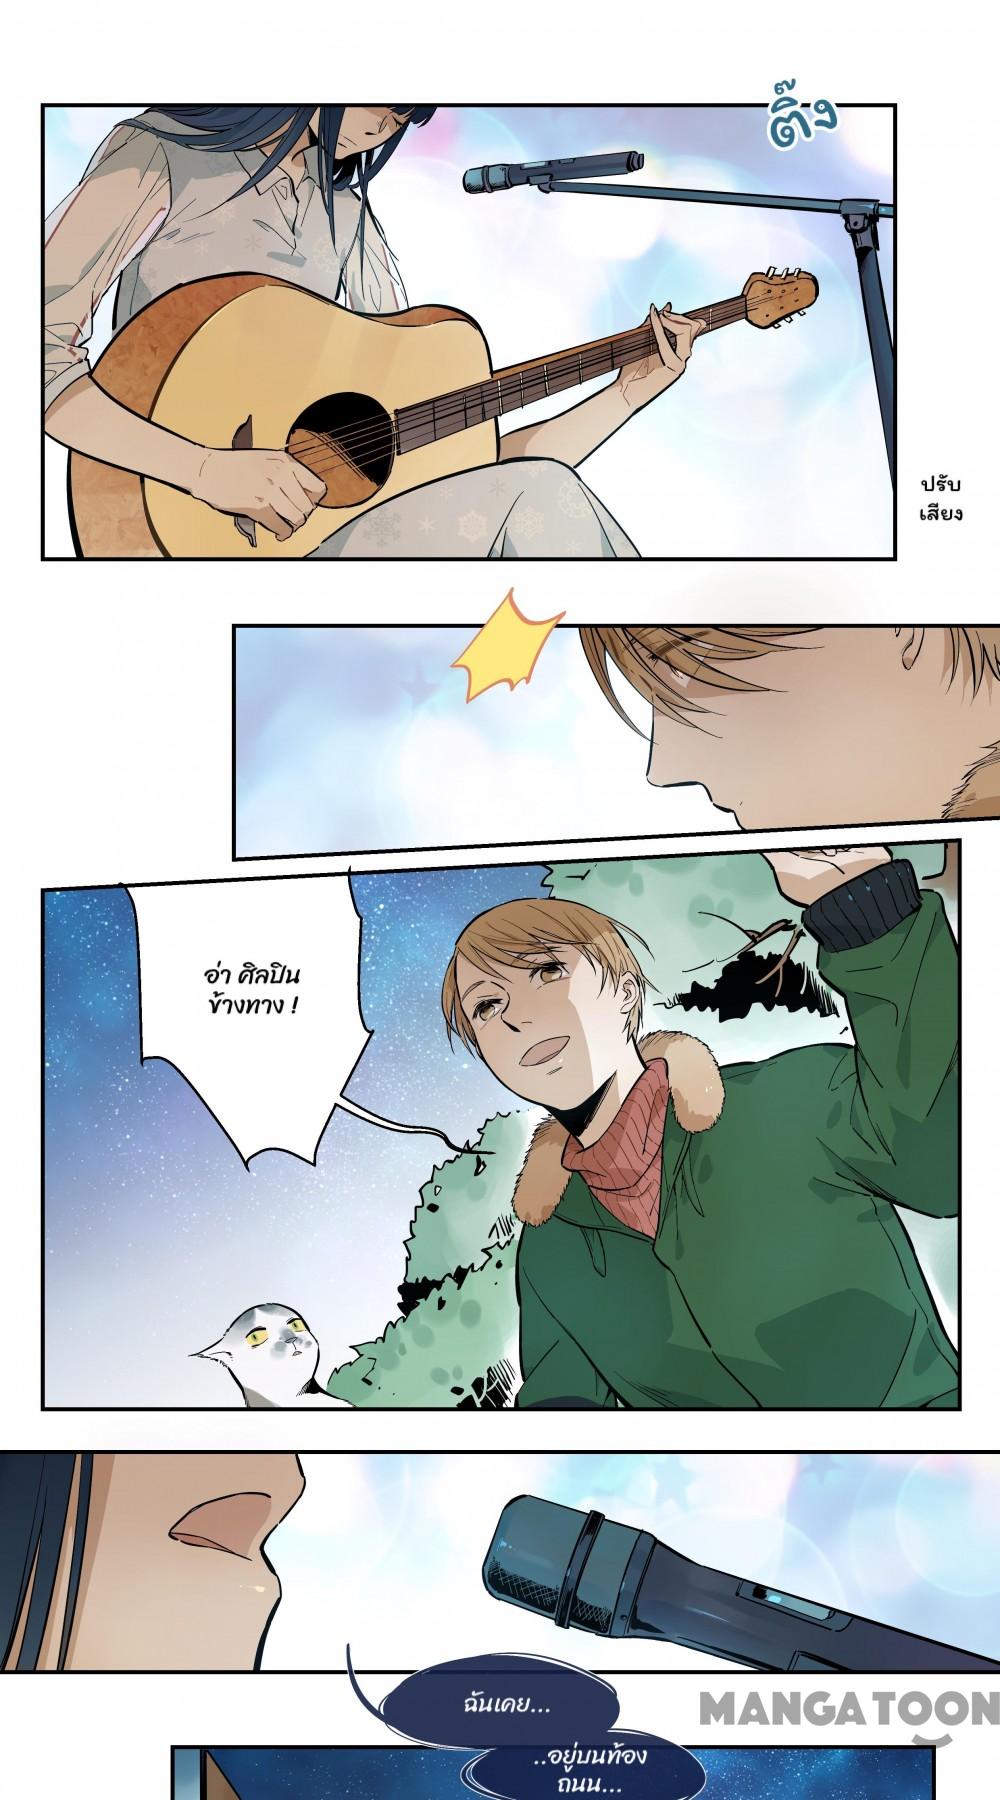 ติ๊ง
ปรับ
เสียง
อ่า ศิลปิน
ข้างทาง !
MANGATOON
ฉันเคย...
..อยู่บนท้อง
ถนน...